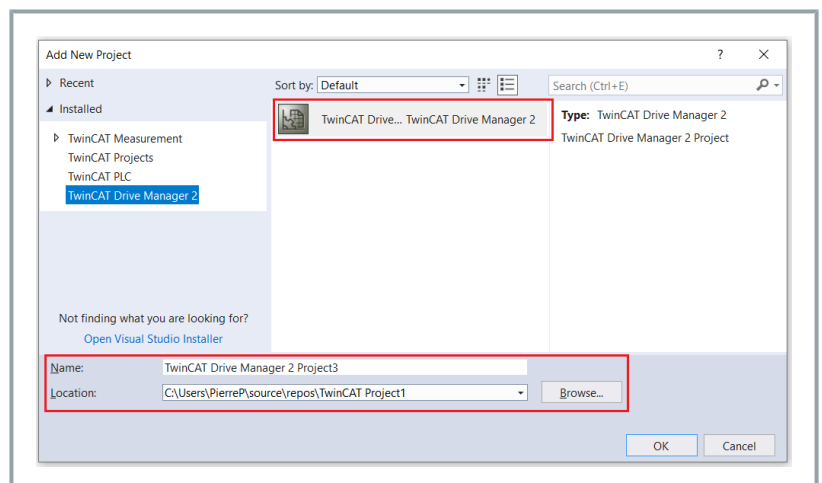 Add New Project
?
Recent
Sort by: Default
Search (Ctrl+E)
Installed
TwinCAT Drive... TwinCAT Drive Manager 2
Type: TwinCAT Drive Manager 2
TwinCAT Measurement
TwinCAT Drive Manager 2 Project
TwinCAT Projects
TwinCAT PLC
TwinCAT Drive Manager 2
Not finding what you are looking for?
Open Visual Studio Installer
Name: TwinCAT Drive Manager 2 Project3
Location: C:\Users\PierreP\source\repos\TwinCAT Project1 Browse...
OK Cancel